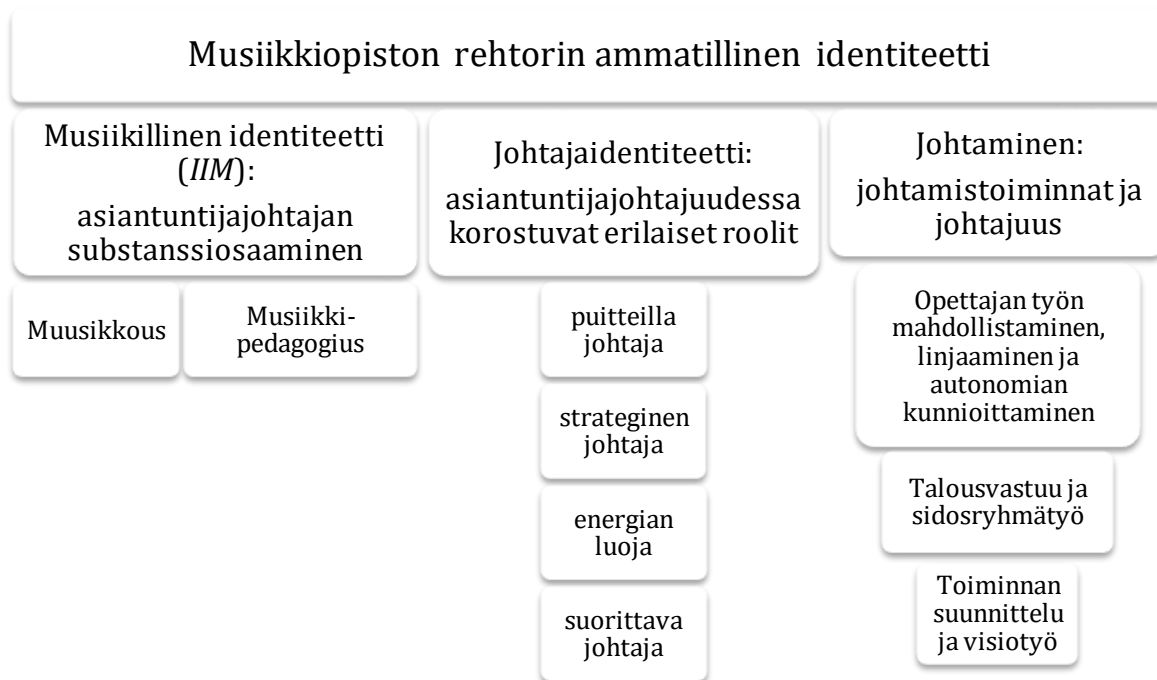 Musiikkiopiston rehtorin ammatillinen identiteetti
Musiikillinen identiteetti
(IIM):
asiantuntijajohtajan
substanssiosaaminen
Muusikkous
Musiikki-
pedagogius
Johtajaidentiteetti:
asiantuntijajohtajuudessa
korostuvat erilaiset roolit
puitteilla
johtaja
strateginen
johtaja
energian
luoja
suorittava
johtaja
Johtaminen:
johtamistoiminnat ja
johtajuus
Opettajan työn
mahdollistaminen,
linjaaminen ja
autonomian
kunnioittaminen
Talousvastuu ja
sidosryhmätyö
Toiminnan
suunnittelu
ja visiotyö